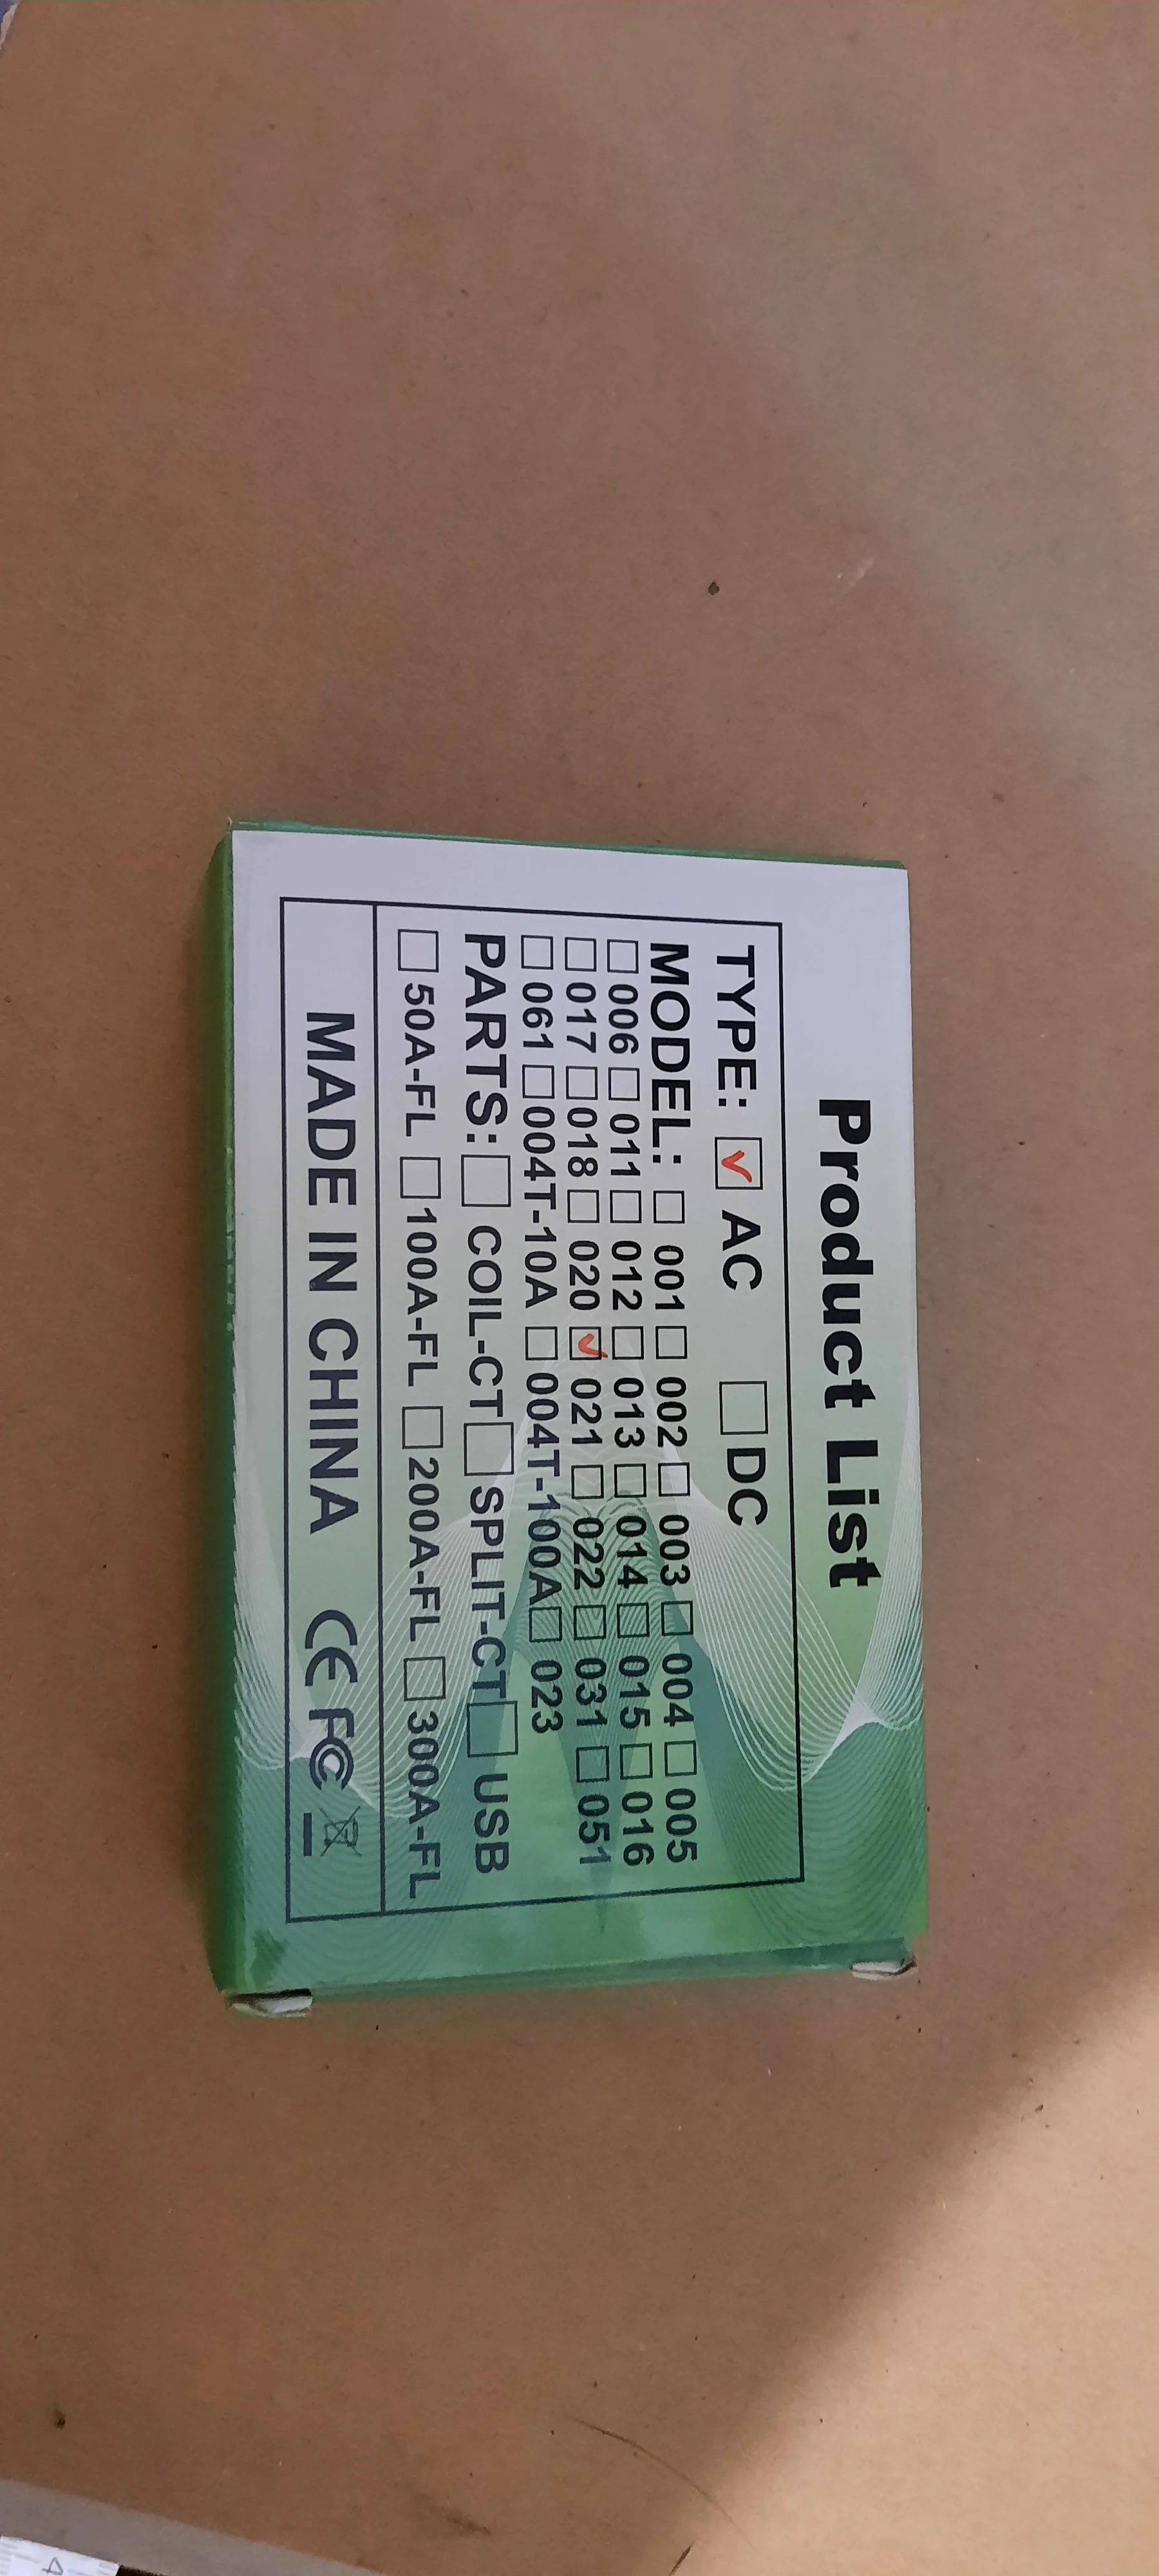 Product List
TYPE: ☑ AC ☐ DC
MODEL: ☐ 001 ☐ 002 ☐ 003 ☐ 004 ☐ 005
☐ 006 ☐ 011 ☐ 012 ☐ 013 ☐ 014 ☐ 015 ☐ 016
☐ 017 ☐ 018 ☐ 020 ☑ 021 ☐ 022 ☐ 031 ☐ 051
☐ 061 ☐ 004T-10A ☐ 004T-100A ☐ 023
PARTS: ☐ COIL-CT ☐ SPLIT-CT ☐ USB
☐ 50A-FL ☐ 100A-FL ☐ 200A-FL ☐ 300A-FL
MADE IN CHINA CE FC
4